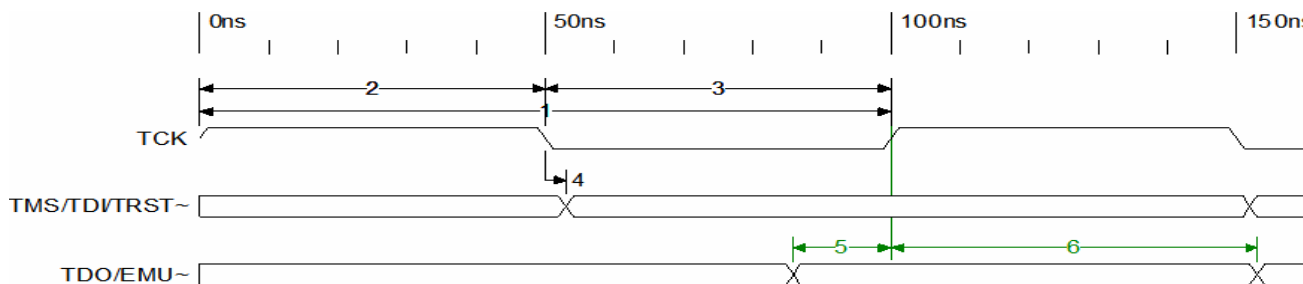 0ns 50ns 100ns 150ns
2 3
1
TCK
4
TMS/TDI/TRST~
5 6
TDO/EMU~